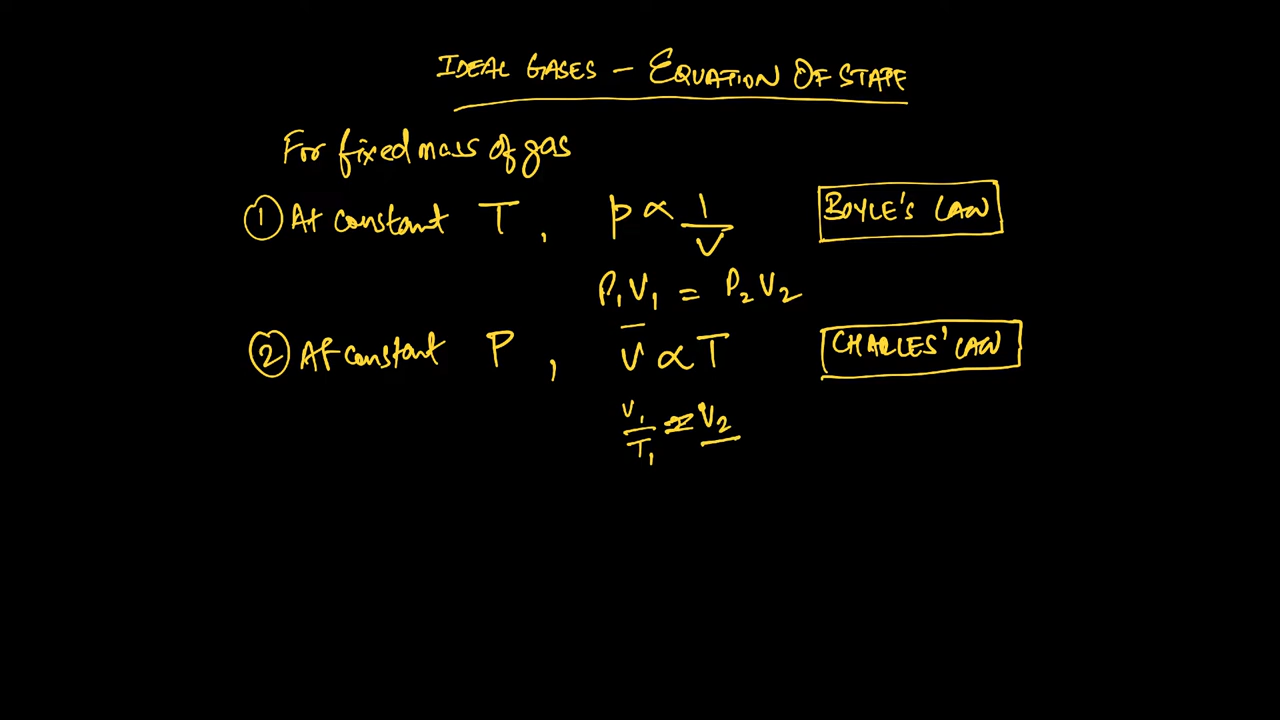 IDEAL GASES – EQUATION OF STATE
For fixed mass of gas
① At constant T, p ∝ 1/V BOYLE'S LAW
P₁V₁ = P₂V₂
② At constant P, V ∝ T CHARLES' LAW
V₁/T₁ = V₂/